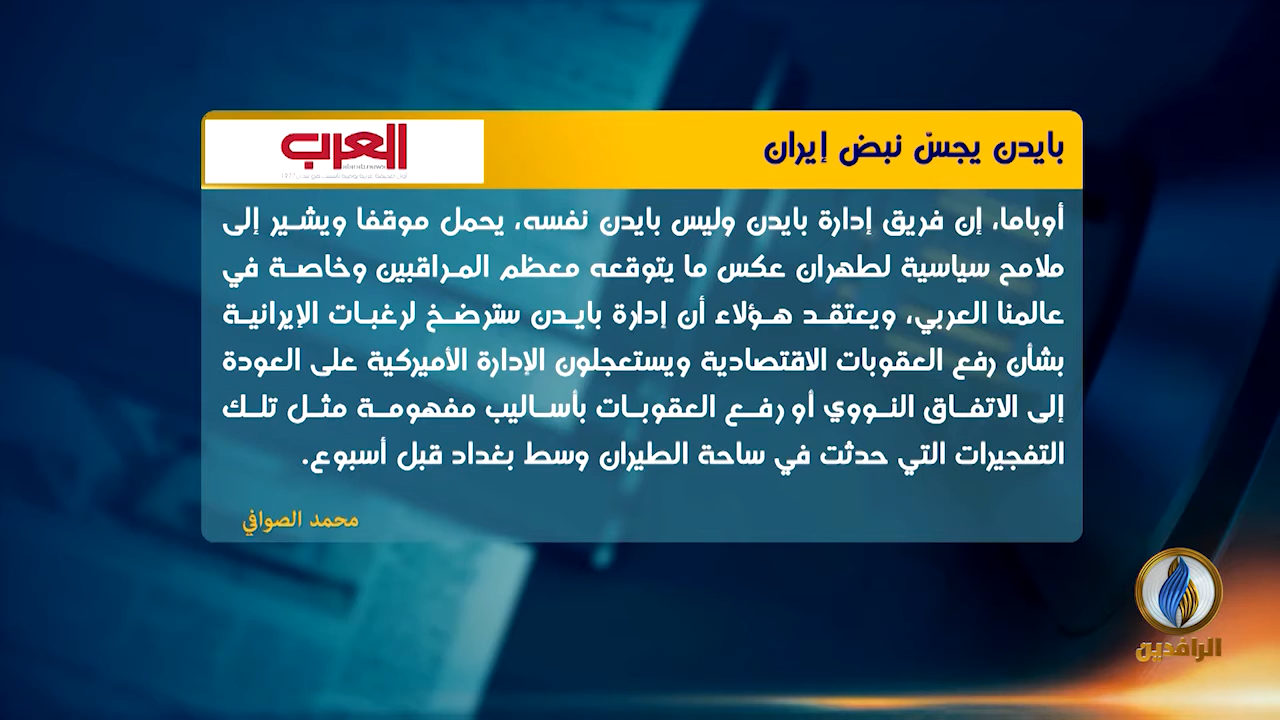 بايدن يجسّ نبض إيران
العرب
أوباما، إن فريق إدارة بايدن وليس بايدن نفسه، يحمل موقفا ويشير إلى
ملامح سياسية لطهران عكس ما يتوقعه معظم المراقبين وخاصة في
عالمنا العربي، ويعتقد هؤلاء أن إدارة بايدن سترضخ لرغبات الإيرانية
بشأن رفع العقوبات الاقتصادية ويستعجلون الإدارة الأميركية على العودة
إلى الاتفاق النووي أو رفع العقوبات بأساليب مفهومة مثل تلك
التفجيرات التي حدثت في ساحة الطيران وسط بغداد قبل أسبوع.
محمد الصوافي
الرافدين